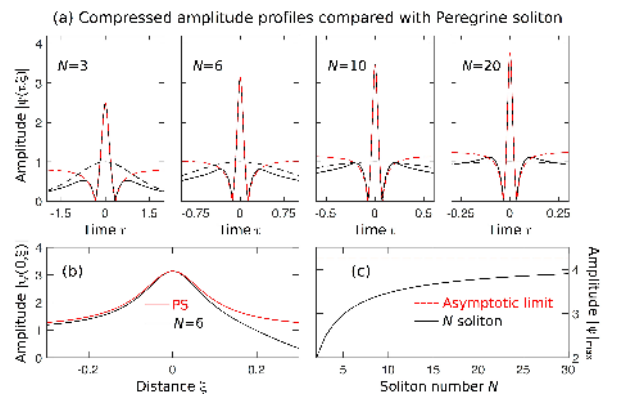 (a) Compressed amplitude profiles compared with Peregrine soliton
Amplitude |ψ(τ,ξ)|
4
3
2
1
0
N=3
N=6
N=10
N=20
-1.5 0 1.5
-0.75 0 0.75
-0.5 0 0.5
-0.25 0 0.25
Time τ
Time τ
Time τ
Time τ
(b)
Amplitude |ψ(0,ξ)|
4
3
2
1
0
PS
N=6
-0.2 0 0.2
Distance ξ
(c)
Asymptotic limit
N soliton
4
3
2
Amplitude |ψ|max
5 10 15 20 25 30
Soliton number N